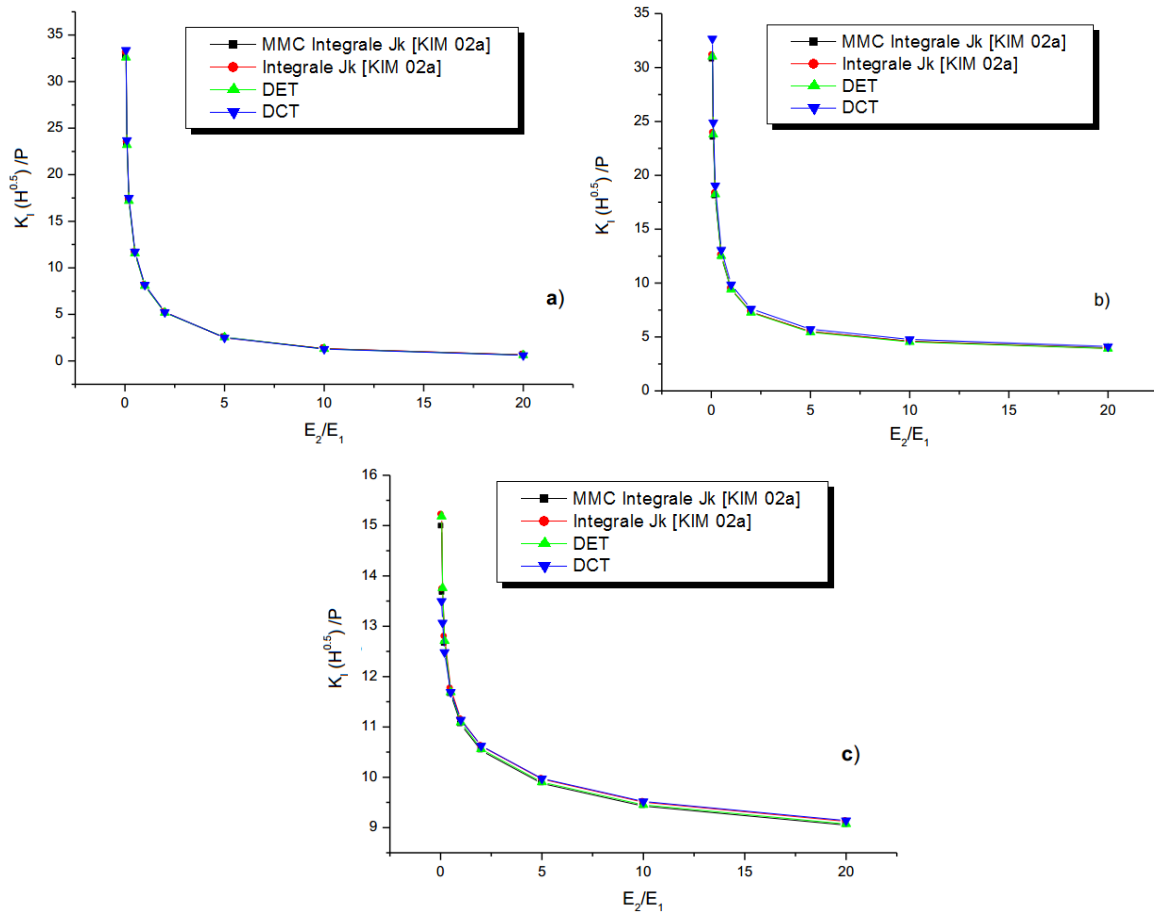 35
30
25
20
15
10
5
0
K_I (H^0.5) /P
MMC Integrale Jk [KIM 02a]
Integrale Jk [KIM 02a]
DET
DCT
a)
0 5 10 15 20
E_2/E_1
35
30
25
20
15
10
5
0
K_I (H^0.5) /P
MMC Integrale Jk [KIM 02a]
Integrale Jk [KIM 02a]
DET
DCT
b)
0 5 10 15 20
E_2/E_1
16
15
14
13
12
11
10
9
K_I (H^0.5) /P
MMC Integrale Jk [KIM 02a]
Integrale Jk [KIM 02a]
DET
DCT
c)
0 5 10 15 20
E_2/E_1